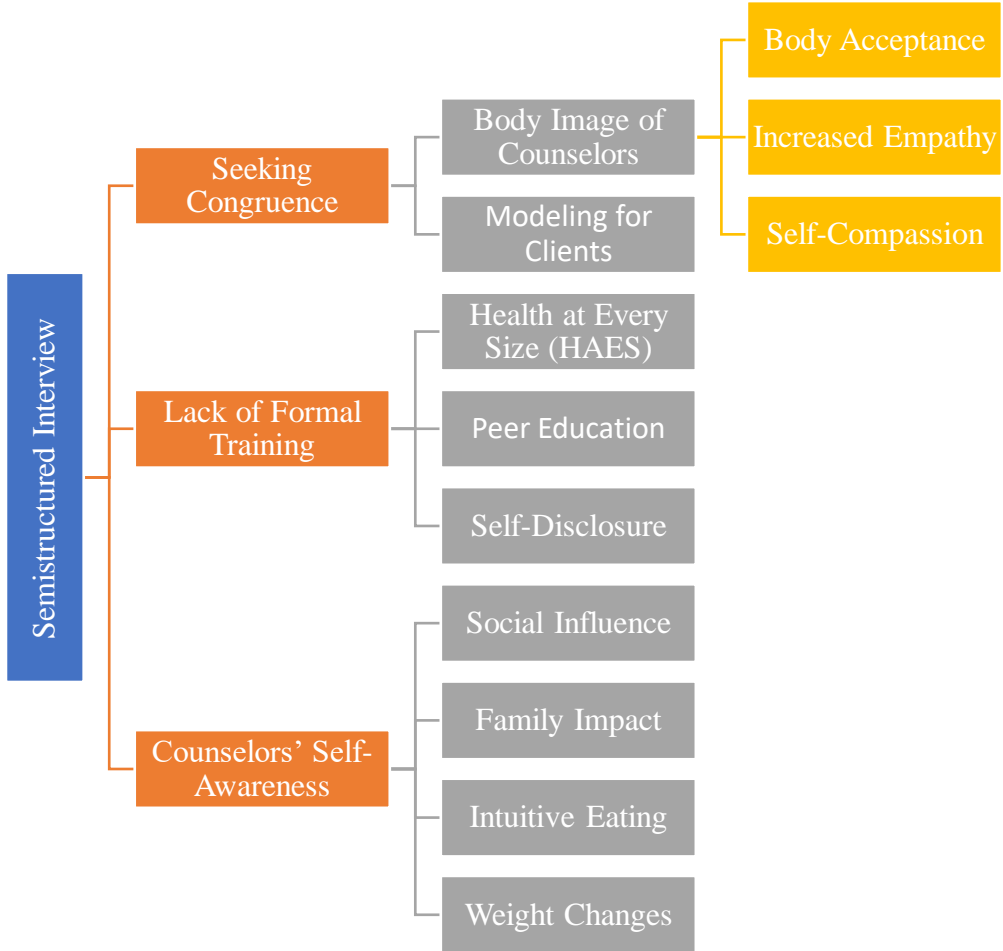 Semistructured Interview
Seeking
Congruence
Body Image of
Counselors
Body Acceptance
Increased Empathy
Self-Compassion
Modeling for
Clients
Lack of Formal
Training
Health at Every
Size (HAES)
Peer Education
Self-Disclosure
Counselors’ Self-
Awareness
Social Influence
Family Impact
Intuitive Eating
Weight Changes